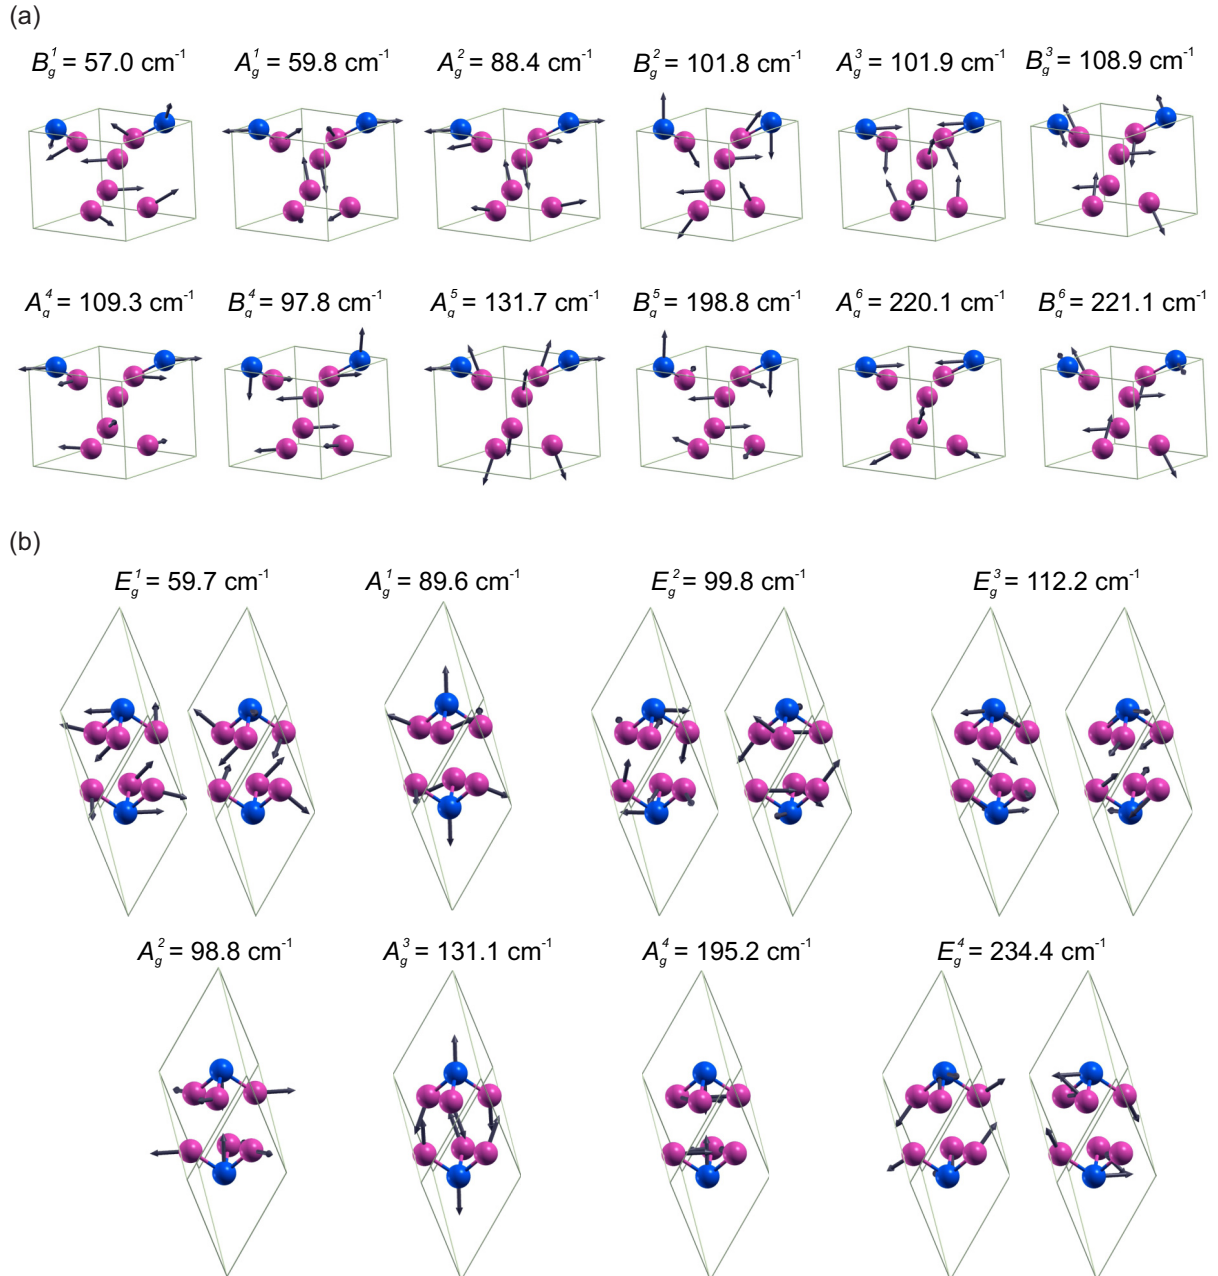 (a)
B_g^1 = 57.0 cm⁻¹ A_g^1 = 59.8 cm⁻¹ A_g^2 = 88.4 cm⁻¹ B_g^2 = 101.8 cm⁻¹ A_g^3 = 101.9 cm⁻¹ B_g^3 = 108.9 cm⁻¹
A_g^4 = 109.3 cm⁻¹ B_g^4 = 97.8 cm⁻¹ A_g^5 = 131.7 cm⁻¹ B_g^5 = 198.8 cm⁻¹ A_g^6 = 220.1 cm⁻¹ B_g^6 = 221.1 cm⁻¹
(b)
E_g^1 = 59.7 cm⁻¹ A_g^1 = 89.6 cm⁻¹ E_g^2 = 99.8 cm⁻¹ E_g^3 = 112.2 cm⁻¹
A_g^2 = 98.8 cm⁻¹ A_g^3 = 131.1 cm⁻¹ A_g^4 = 195.2 cm⁻¹ E_g^4 = 234.4 cm⁻¹